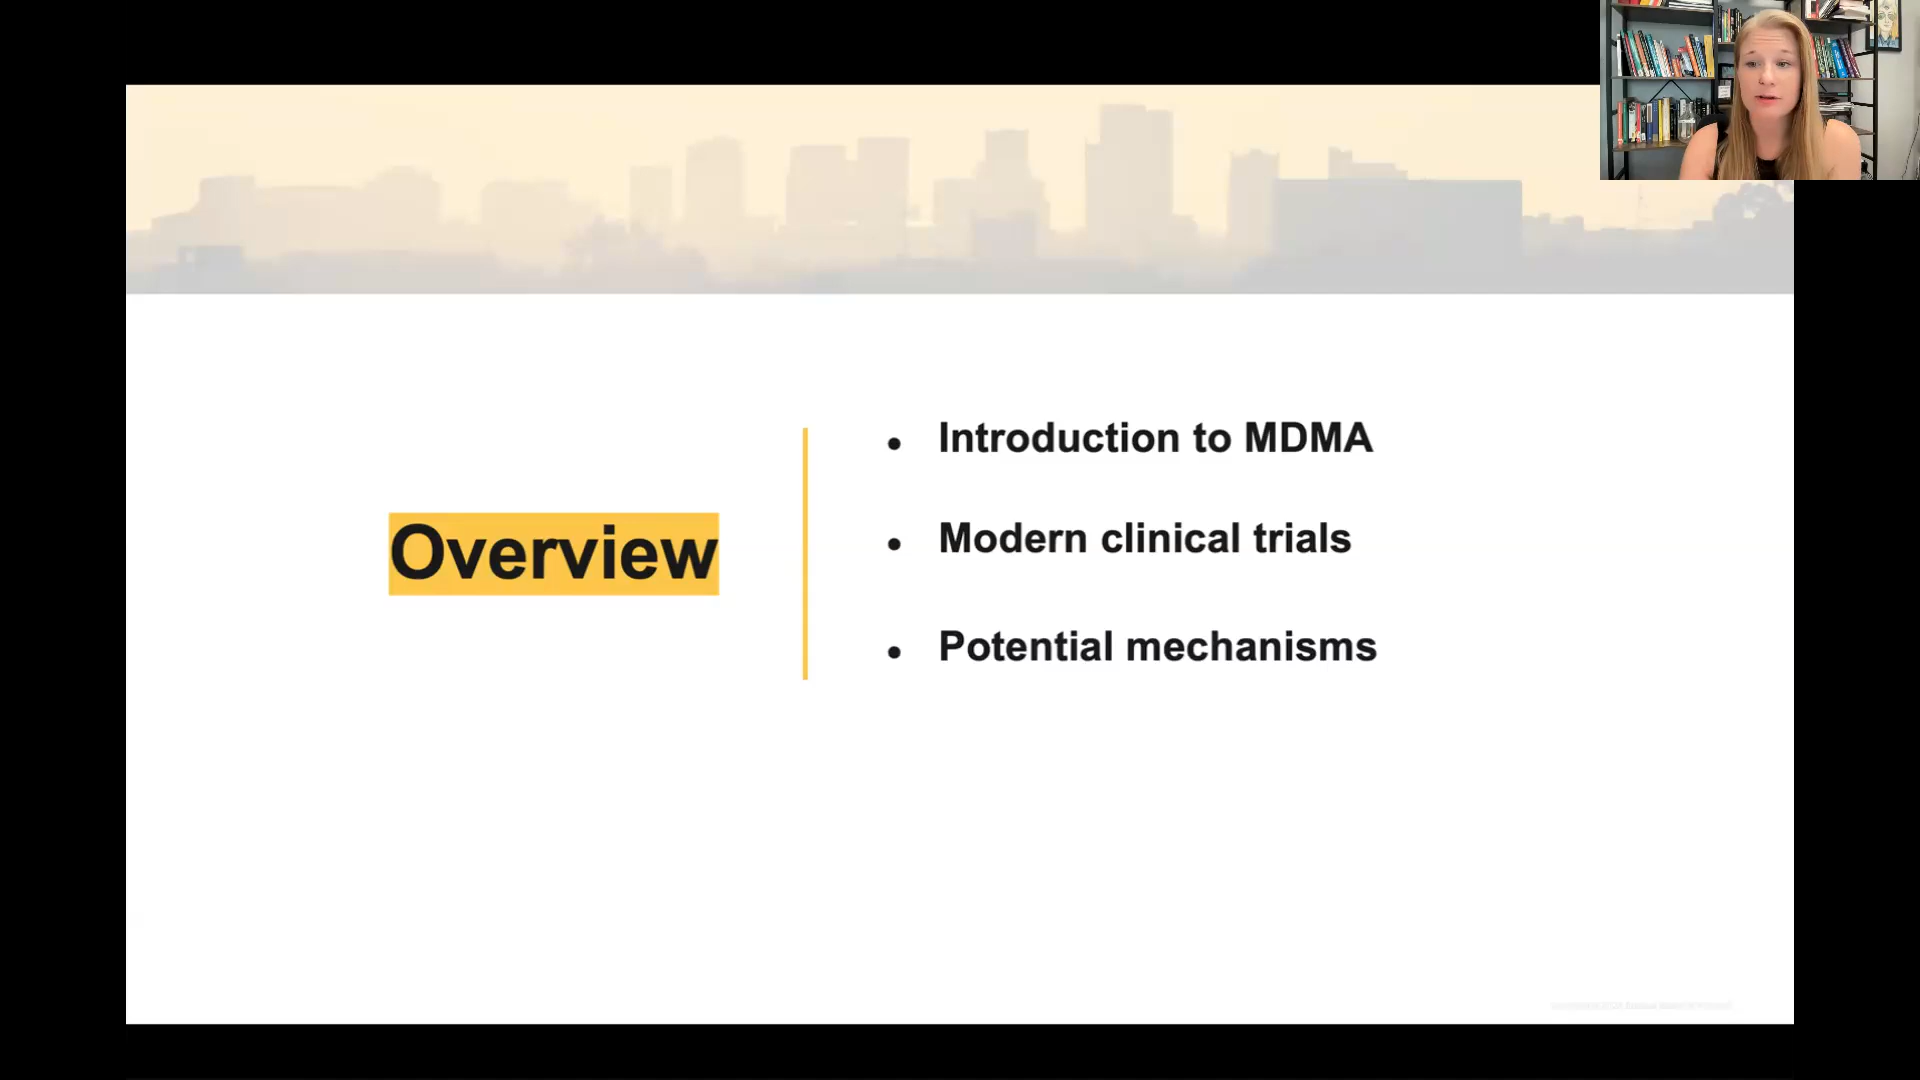 Overview
• Introduction to MDMA
• Modern clinical trials
• Potential mechanisms